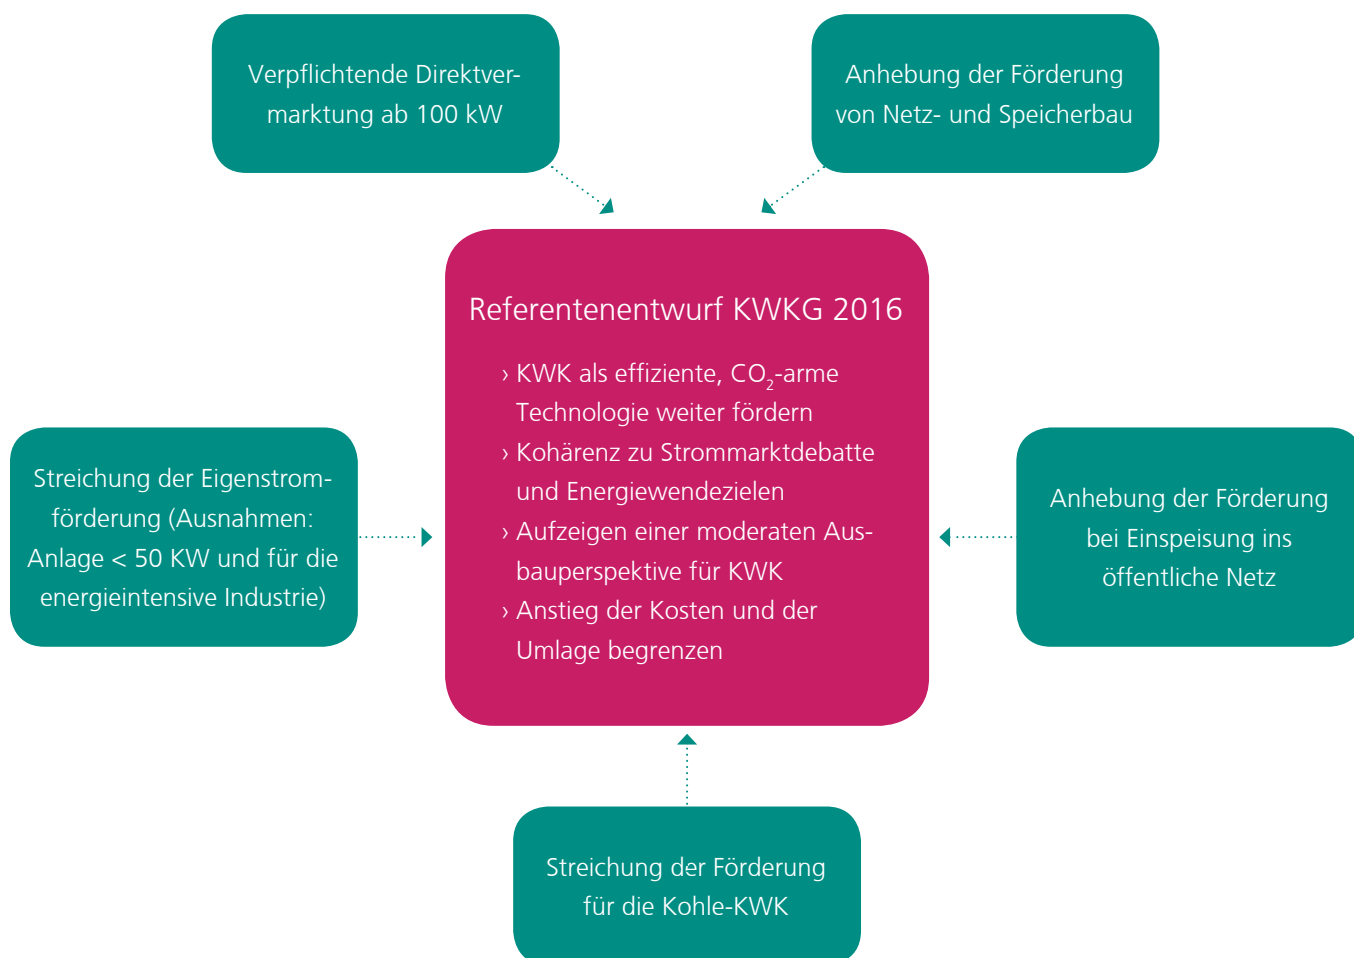 Verpflichtende Direktver-
marktung ab 100 kW
Anhebung der Förderung
von Netz- und Speicherbau
Referentenentwurf KWKG 2016
› KWK als effiziente, CO₂-arme
Technologie weiter fördern
› Kohärenz zu Strommarktdebatte
und Energiewendezielen
› Aufzeigen einer moderaten Aus-
bauperspektive für KWK
› Anstieg der Kosten und der
Umlage begrenzen
Streichung der Eigenstrom-
förderung (Ausnahmen:
Anlage < 50 KW und für die
energieintensive Industrie)
Anhebung der Förderung
bei Einspeisung ins
öffentliche Netz
Streichung der Förderung
für die Kohle-KWK